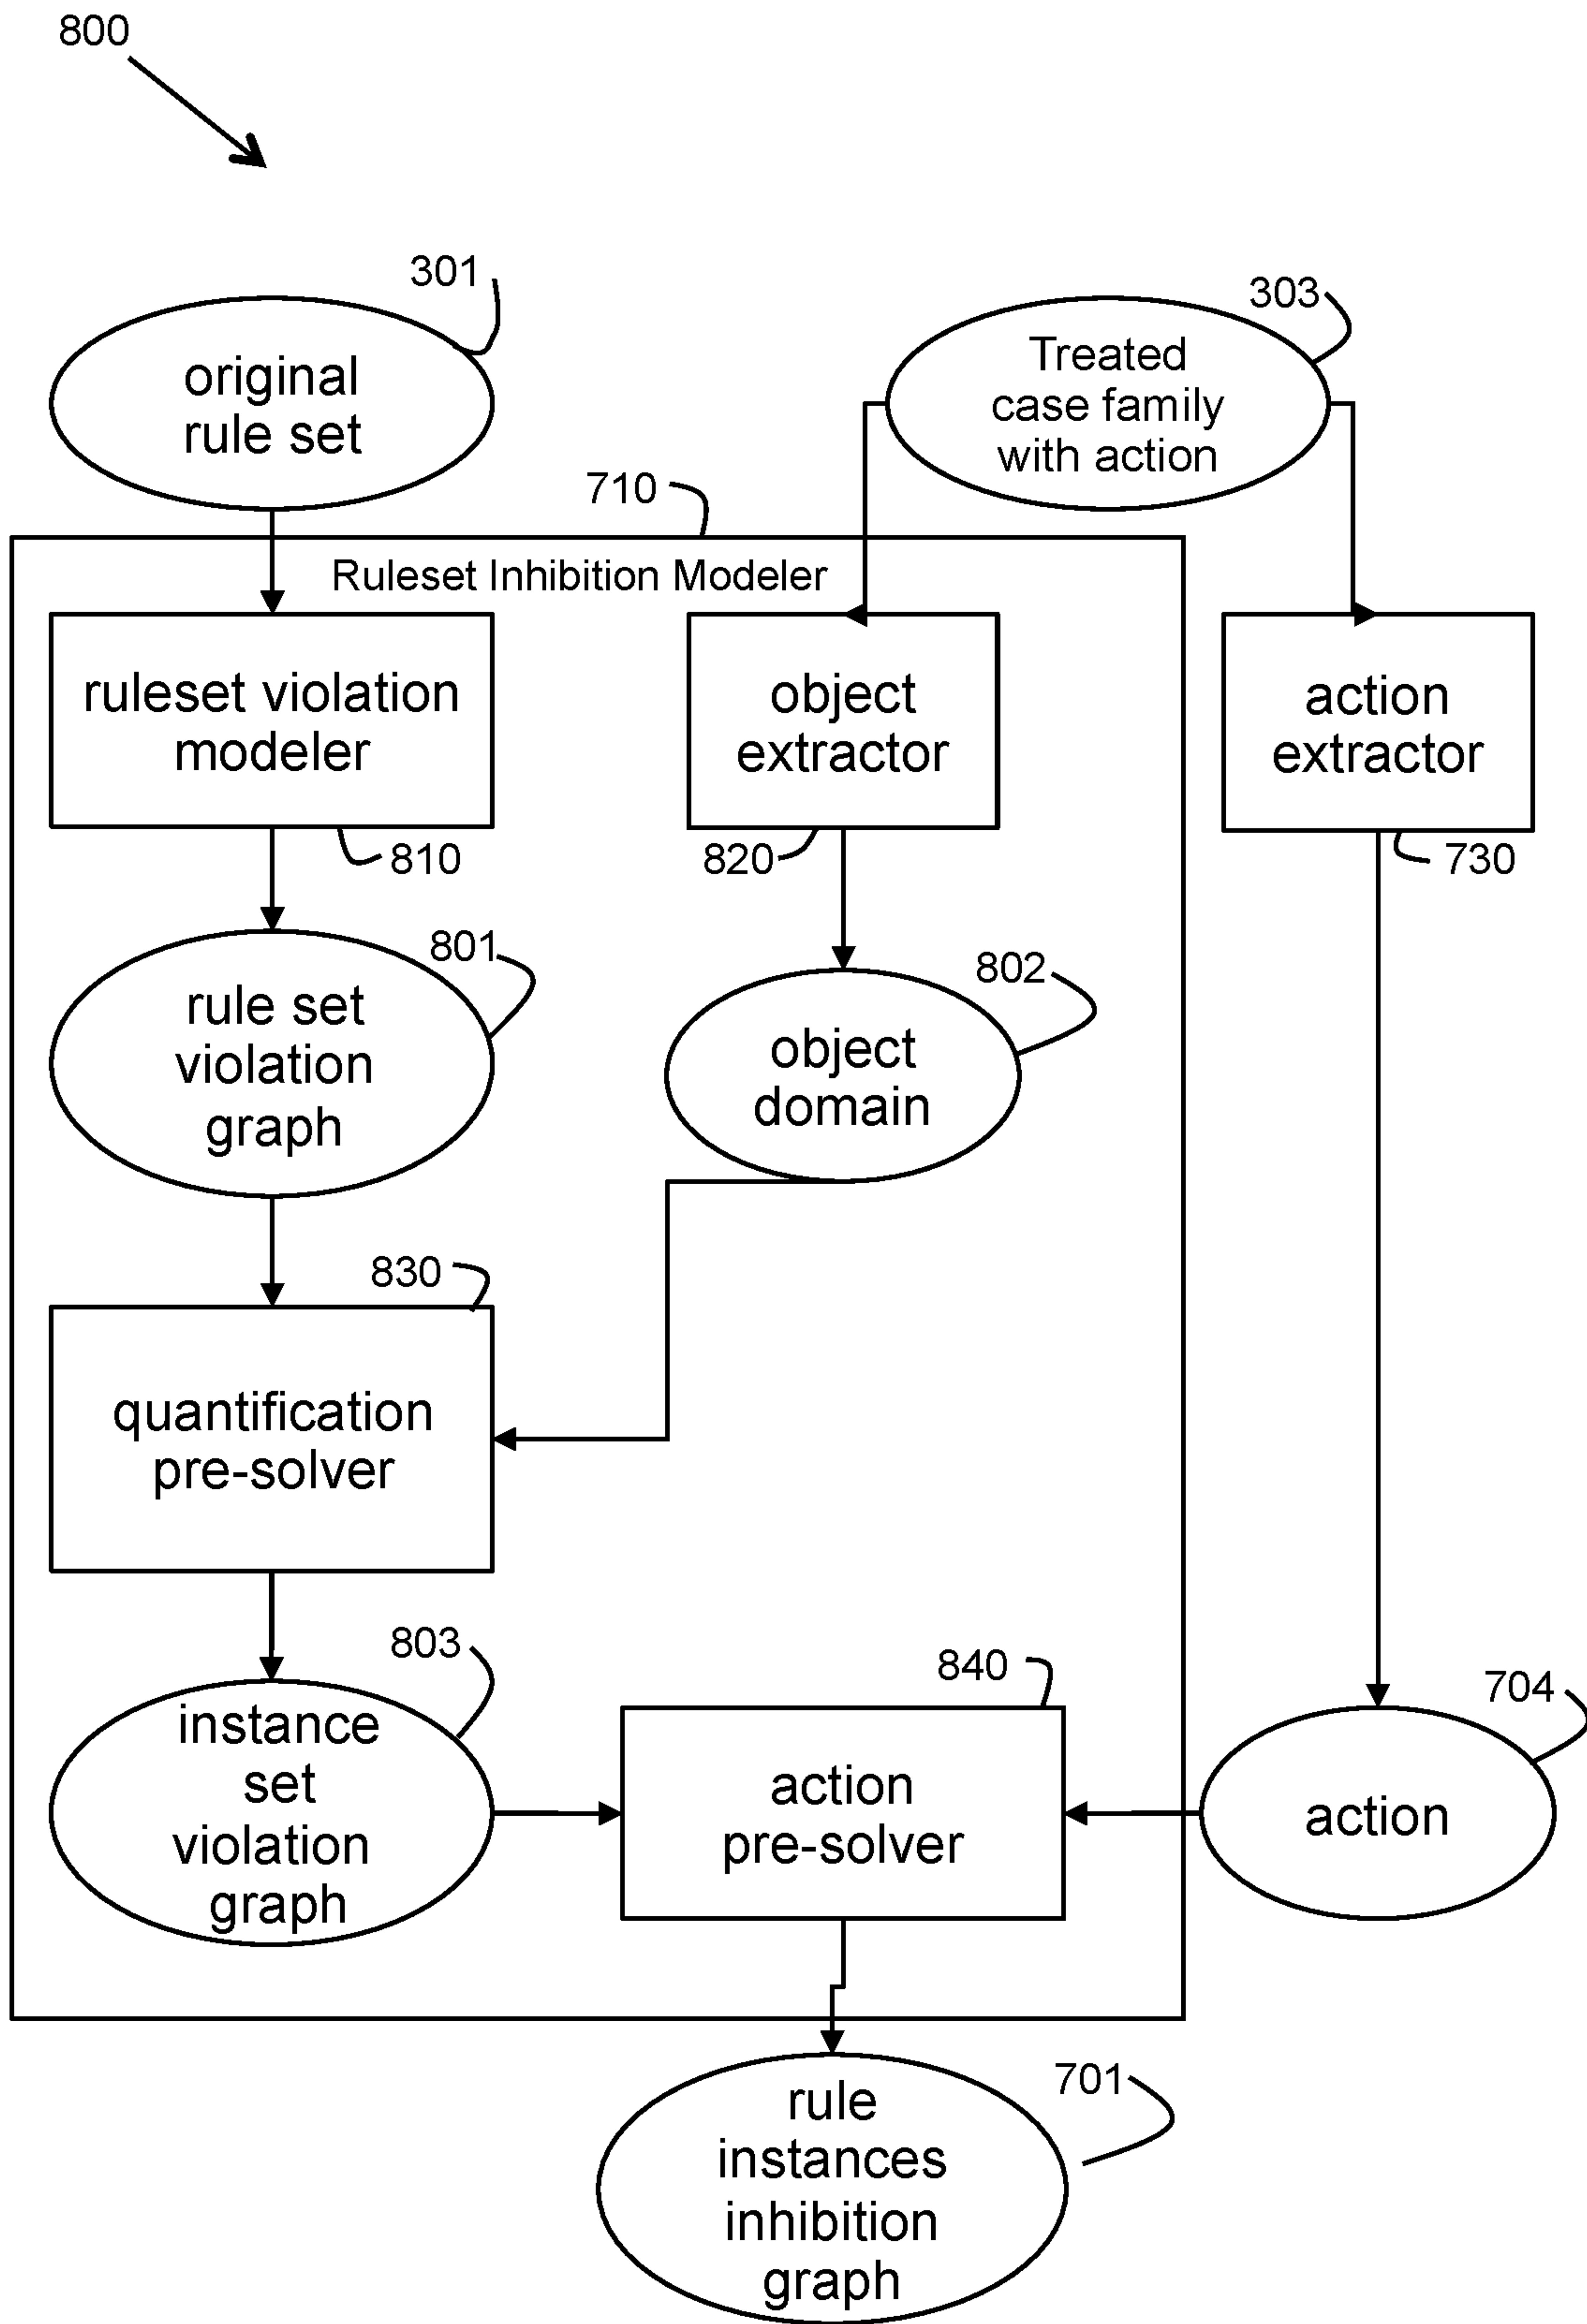 800
301
original
rule set
303
Treated
case family
with action
710
Ruleset Inhibition Modeler
ruleset violation
modeler
810
object
extractor
820
action
extractor
730
801
rule set
violation
graph
802
object
domain
830
quantification
pre-solver
803
instance
set
violation
graph
840
action
pre-solver
704
action
701
rule
instances
inhibition
graph